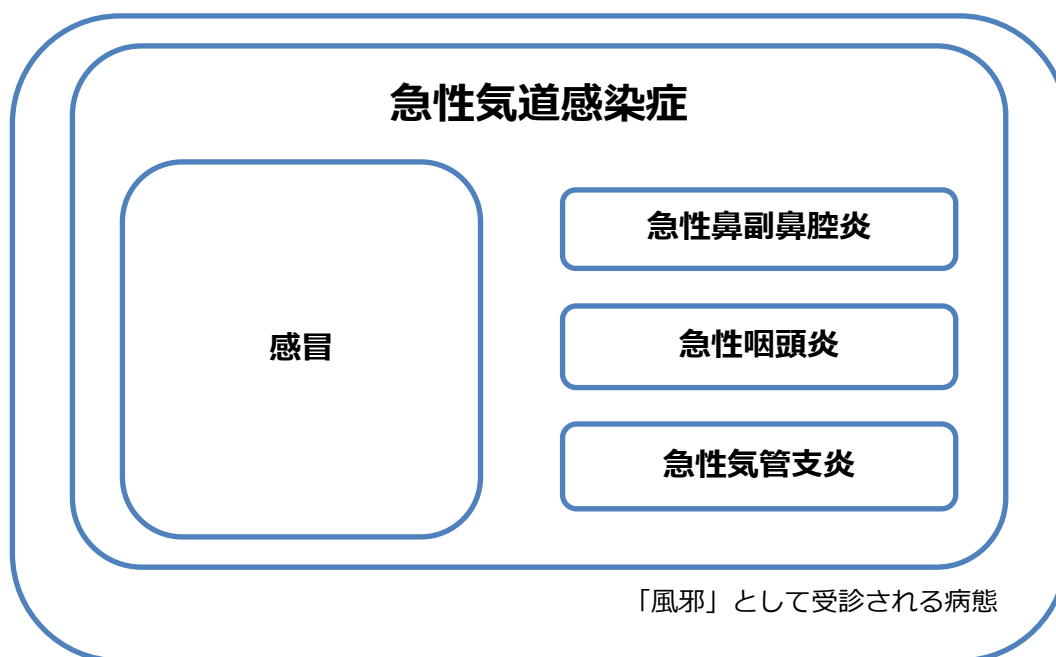 急性気道感染症
感冒
急性鼻副鼻腔炎
急性咽頭炎
急性気管支炎
「風邪」として受診される病態